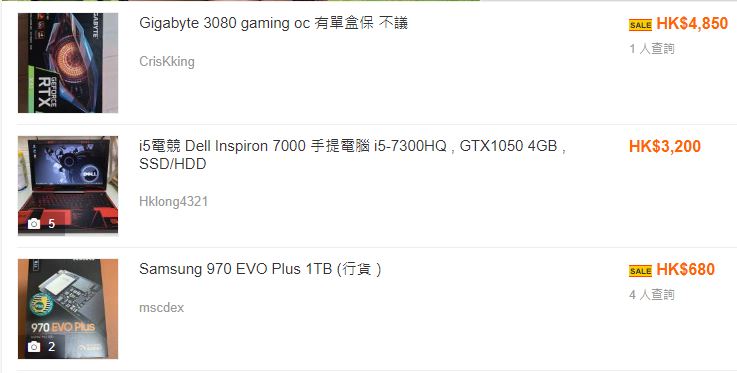 Gigabyte 3080 gaming oc 有單盒保 不議
SALE HK$4,850
CrisKking
1 人查詢
GIGABYTE
GEFORCE
RTX
i5電競 Dell Inspiron 7000 手提電腦 i5-7300HQ , GTX1050 4GB ,
SSD/HDD
HK$3,200
Hklong4321
DELL
5
Samsung 970 EVO Plus 1TB (行貨 )
SALE HK$680
mscdex
4 人查詢
970 EVO Plus
2